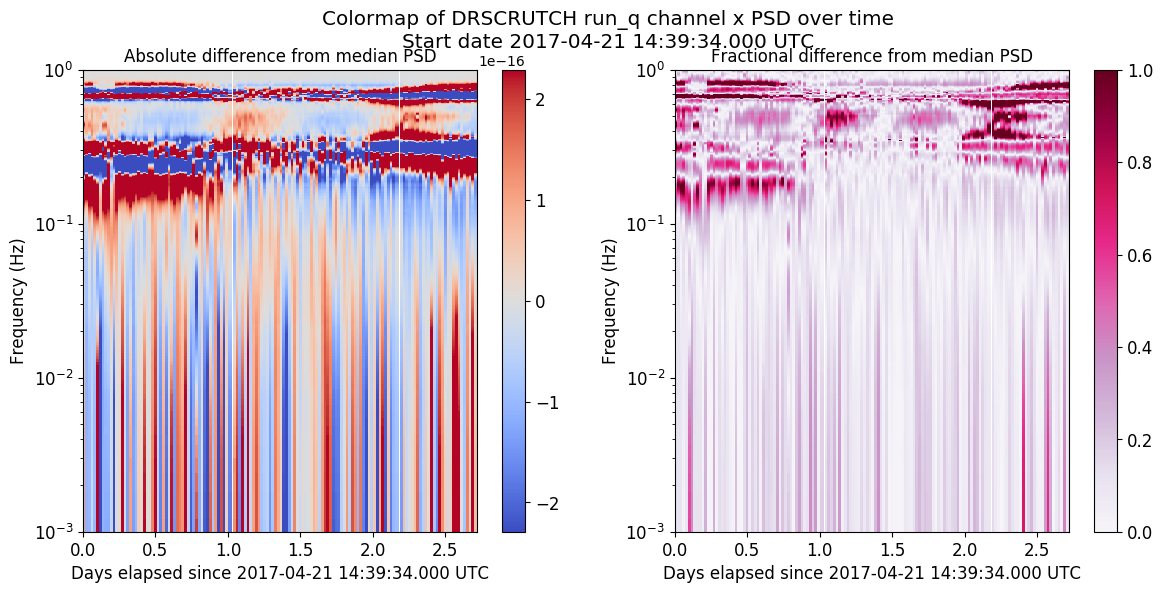 Colormap of DRSCRUTCH run_q channel x PSD over time
Start date 2017-04-21 14:39:34.000 UTC
Absolute difference from median PSD
1e−16
10⁰
10⁻¹
10⁻²
10⁻³
Frequency (Hz)
0.0 0.5 1.0 1.5 2.0 2.5
Days elapsed since 2017-04-21 14:39:34.000 UTC
2
1
0
−1
−2
Fractional difference from median PSD
10⁰
10⁻¹
10⁻²
10⁻³
Frequency (Hz)
0.0 0.5 1.0 1.5 2.0 2.5
Days elapsed since 2017-04-21 14:39:34.000 UTC
1.0
0.8
0.6
0.4
0.2
0.0